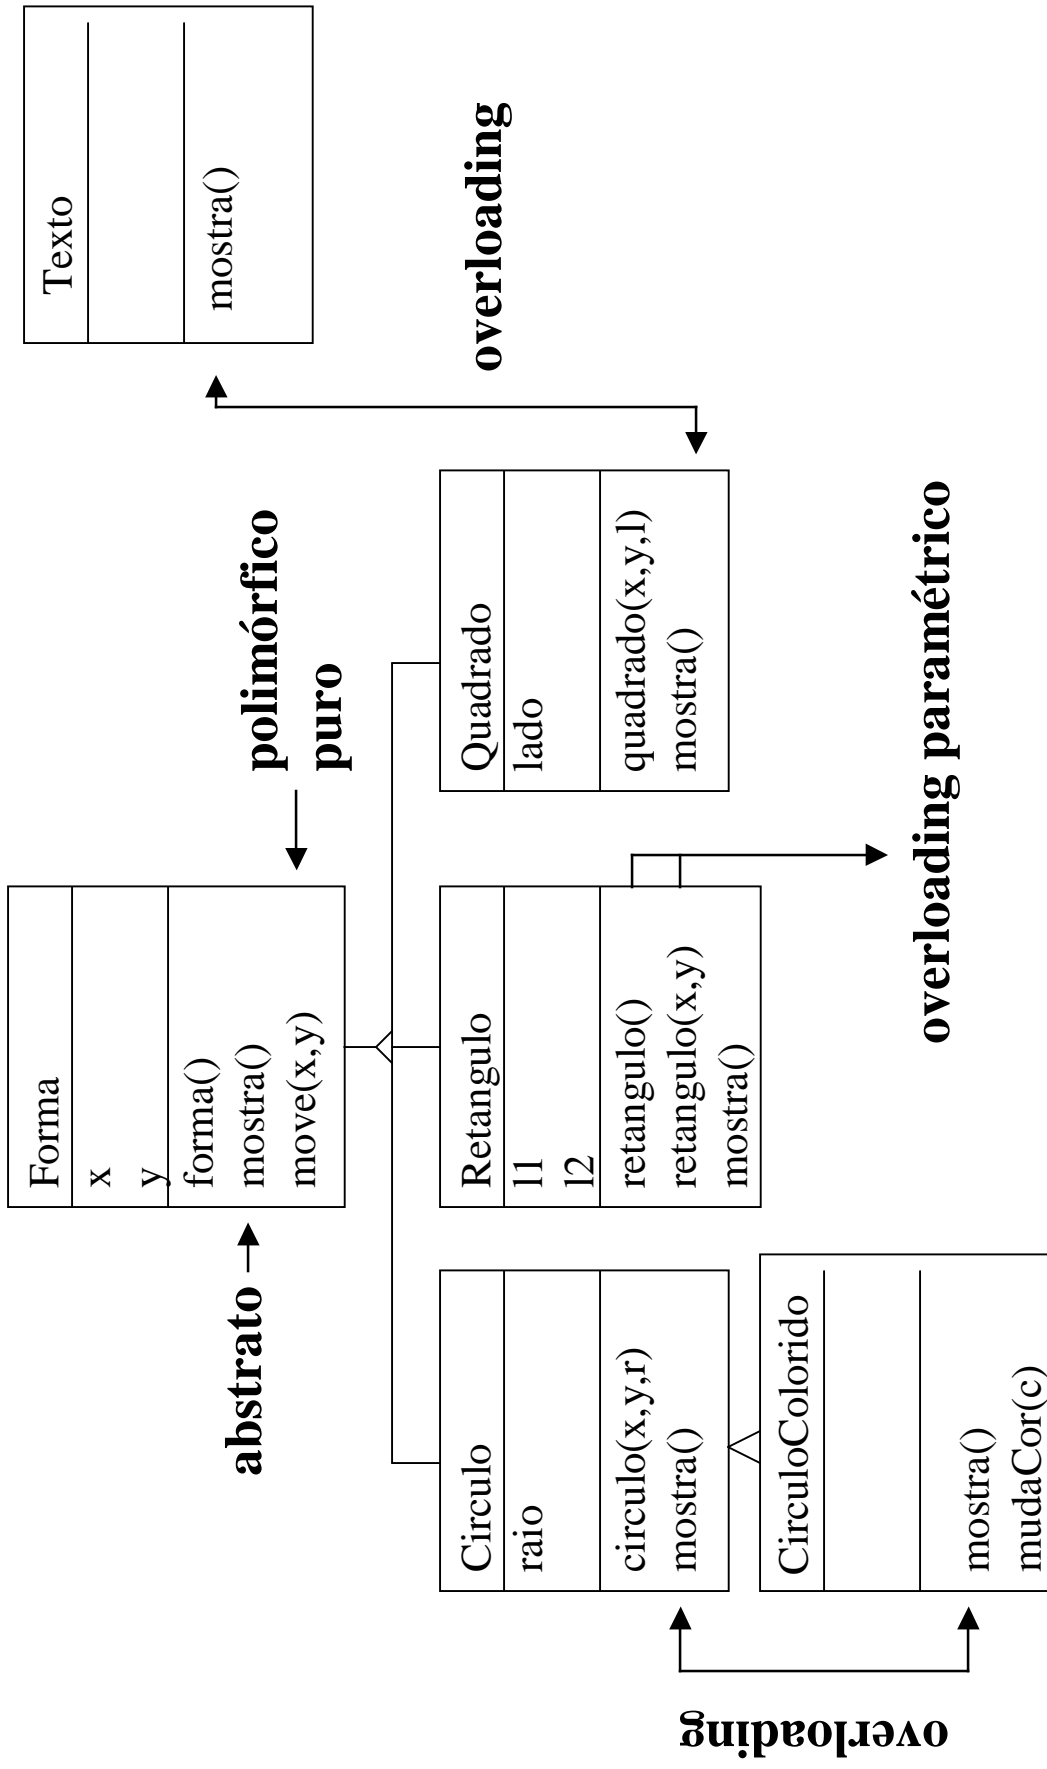 Forma
x
y
forma()
mostra()
move(x,y)
abstrato
polimórfico
puro
Texto
mostra()
overloading
Circulo
raio
circulo(x,y,r)
mostra()
Retangulo
l1
l2
retangulo()
retangulo(x,y)
mostra()
Quadrado
lado
quadrado(x,y,l)
mostra()
CirculoColorido
mostra()
mudaCor(c)
overloading
overloading paramétrico